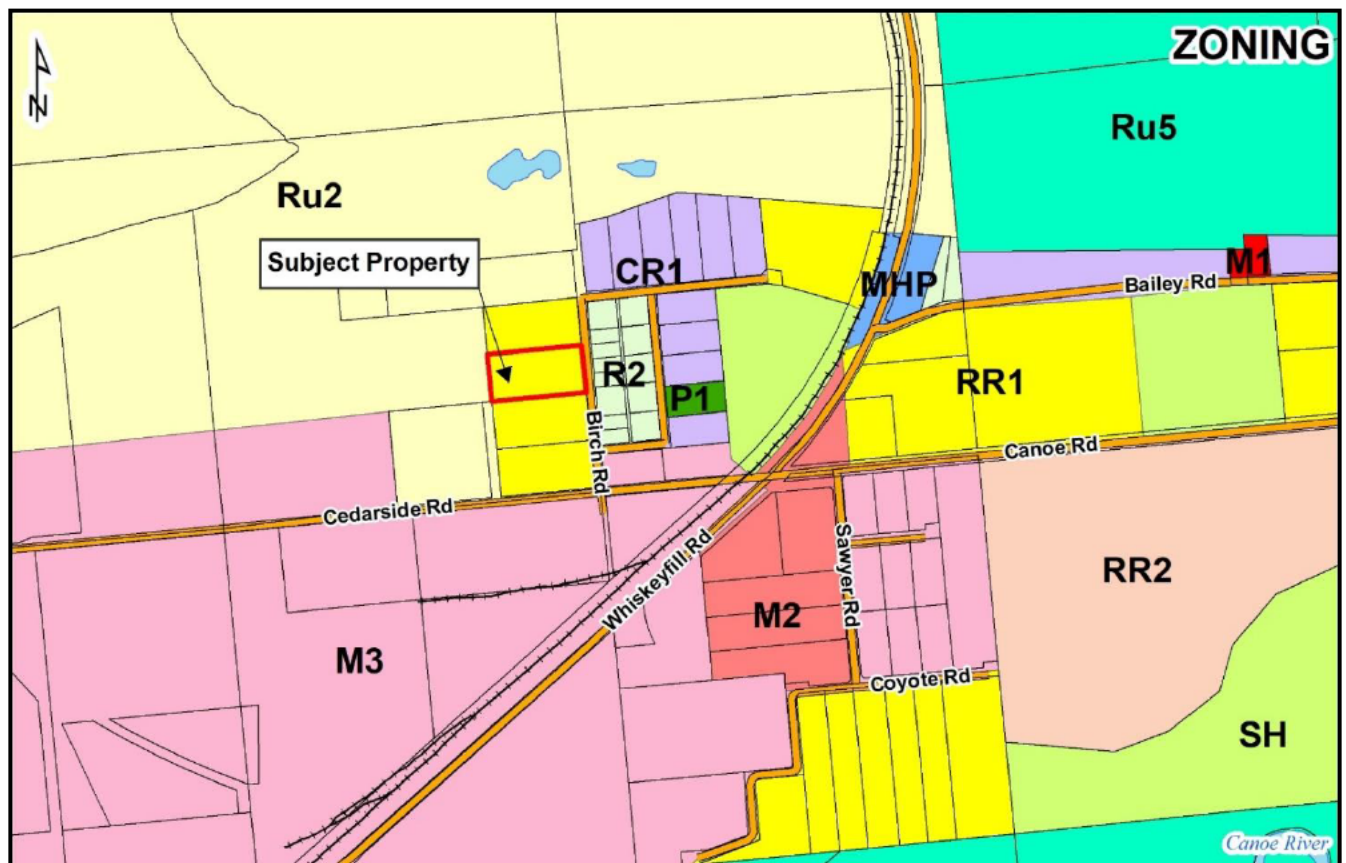 ZONING
N
Ru5
Ru2
Subject Property
CR1
M1
MHP
Bailey Rd
R2
P1
RR1
Birch Rd
Canoe Rd
Cedarside Rd
Sawyer Rd
Whiskeyfill Rd
RR2
M2
M3
Coyote Rd
SH
Canoe River